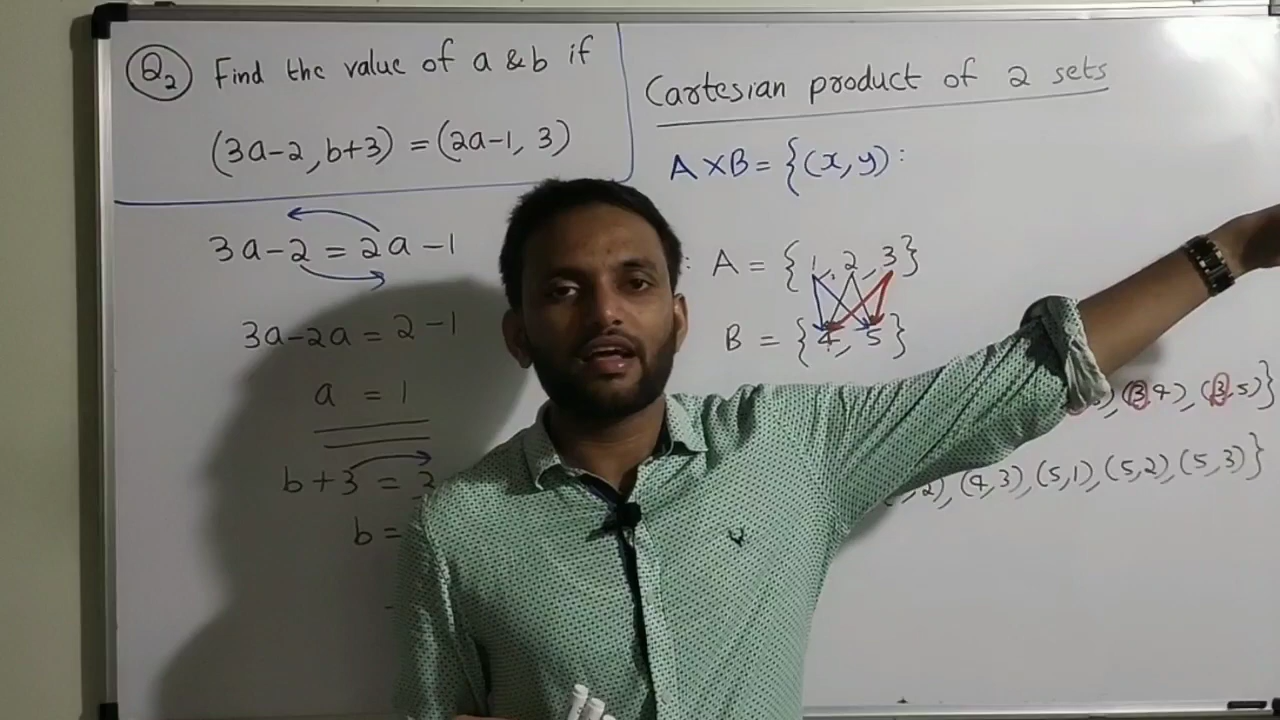 Q2 Find the value of a & b if
(3a-2, b+3) = (2a-1, 3)
3a-2 = 2a-1
3a-2a = 2-1
a = 1
b+3 = 3
b =
Cartesian product of 2 sets
A×B = {(x, y) :
: A = {1, 2, 3}
B = {4, 5}
), (3,4), (3,5)}
, 2), (4,3), (5,1), (5,2) (5,3)}